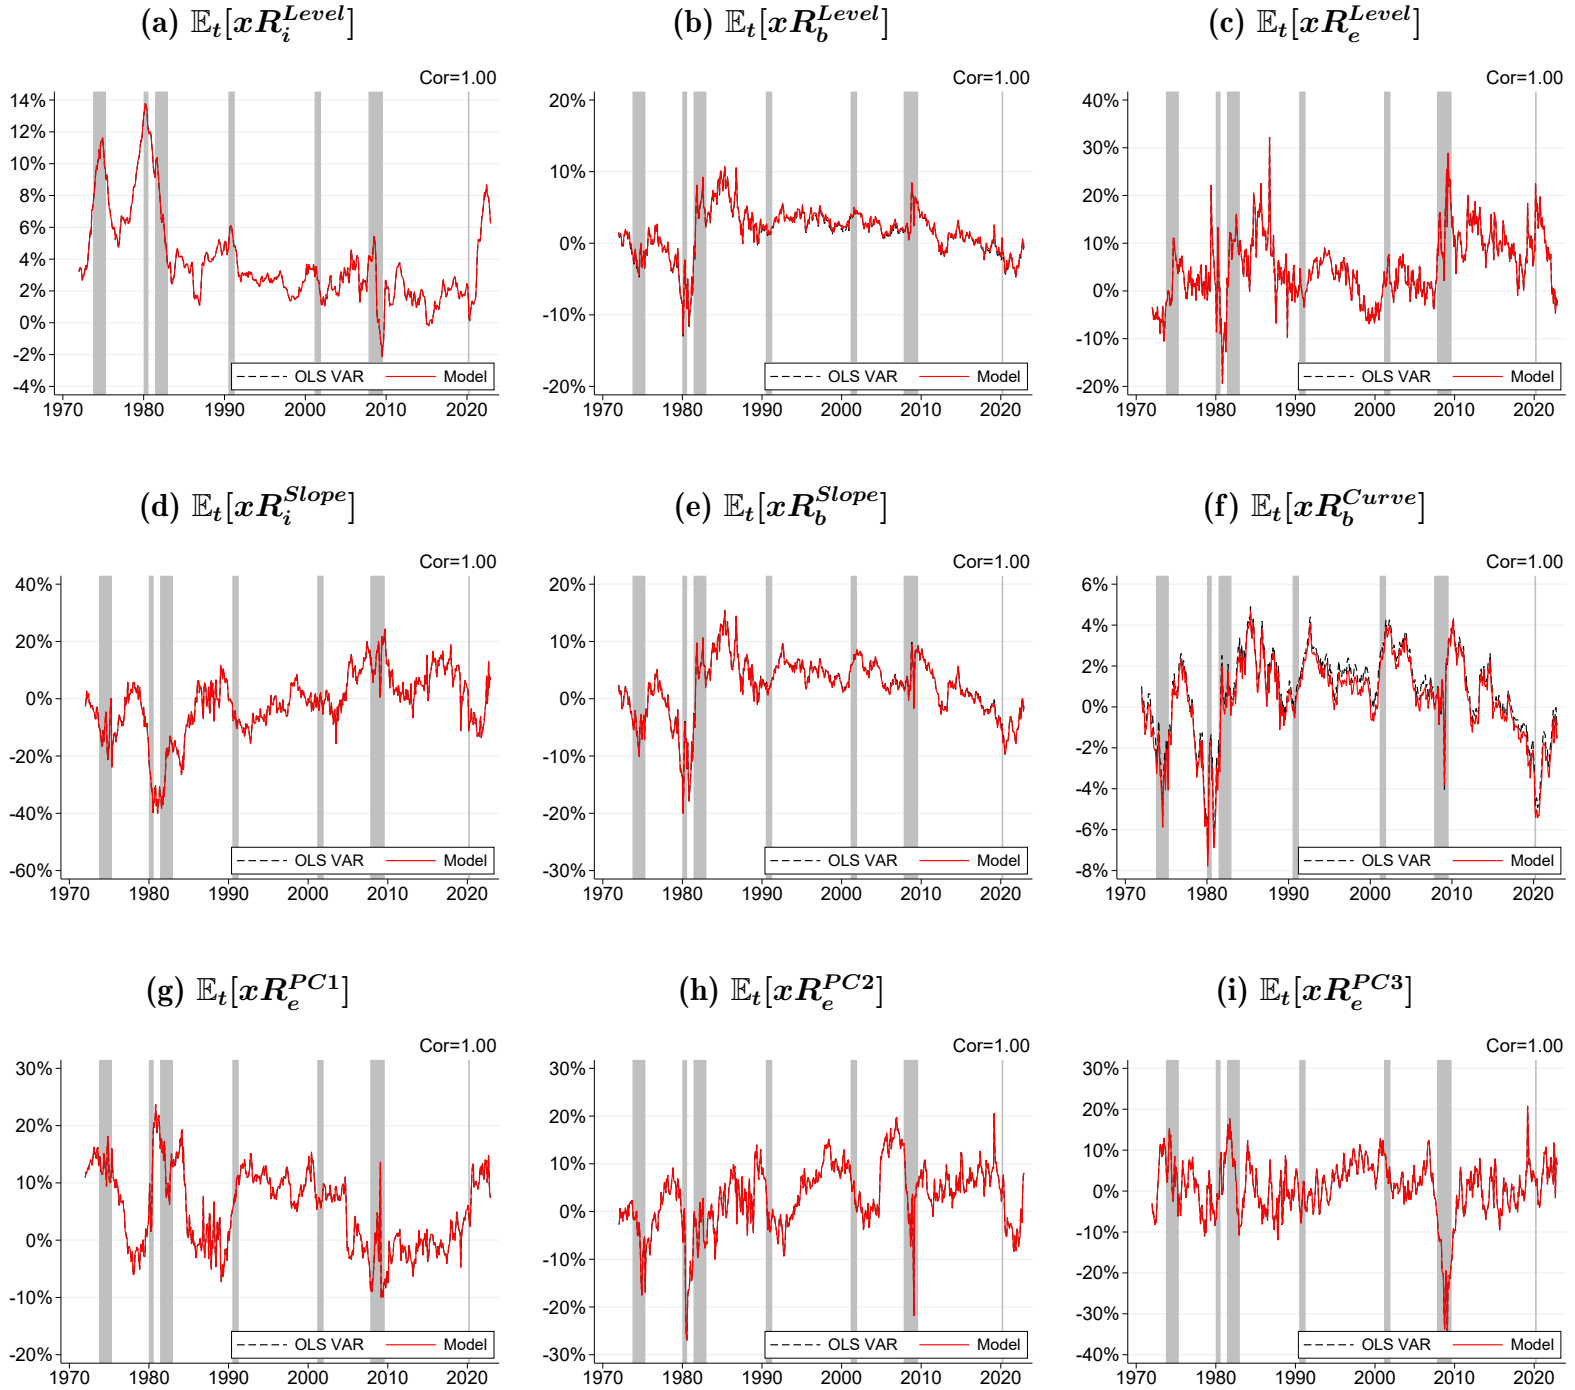 (a) 𝔼ₜ[xRᵢ^Level]
(b) 𝔼ₜ[xR_b^Level]
(c) 𝔼ₜ[xRₑ^Level]
Cor=1.00
Cor=1.00
Cor=1.00
14%
12%
10%
8%
6%
4%
2%
0%
-2%
-4%
1970 1980 1990 2000 2010 2020
OLS VAR Model
20%
10%
0%
-10%
-20%
1970 1980 1990 2000 2010 2020
OLS VAR Model
40%
30%
20%
10%
0%
-10%
-20%
1970 1980 1990 2000 2010 2020
OLS VAR Model
(d) 𝔼ₜ[xRᵢ^Slope]
(e) 𝔼ₜ[xR_b^Slope]
(f) 𝔼ₜ[xR_b^Curve]
Cor=1.00
Cor=1.00
Cor=1.00
40%
20%
0%
-20%
-40%
-60%
1970 1980 1990 2000 2010 2020
OLS VAR Model
20%
10%
0%
-10%
-20%
-30%
1970 1980 1990 2000 2010 2020
OLS VAR Model
6%
4%
2%
0%
-2%
-4%
-6%
-8%
1970 1980 1990 2000 2010 2020
OLS VAR Model
(g) 𝔼ₜ[xRₑ^PC1]
(h) 𝔼ₜ[xRₑ^PC2]
(i) 𝔼ₜ[xRₑ^PC3]
Cor=1.00
Cor=1.00
Cor=1.00
30%
20%
10%
0%
-10%
-20%
1970 1980 1990 2000 2010 2020
OLS VAR Model
30%
20%
10%
0%
-10%
-20%
-30%
1970 1980 1990 2000 2010 2020
OLS VAR Model
30%
20%
10%
0%
-10%
-20%
-30%
-40%
1970 1980 1990 2000 2010 2020
OLS VAR Model